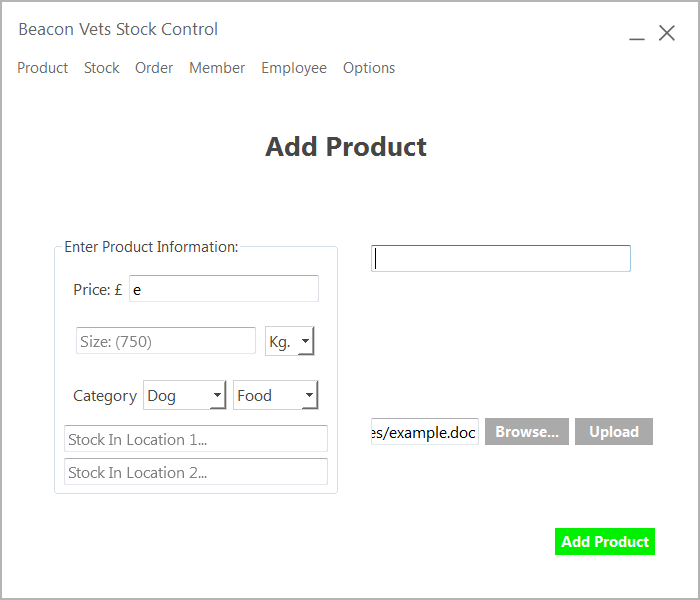 Beacon Vets Stock Control
Product Stock Order Member Employee Options
Add Product
Enter Product Information:
Price: £ e
Size: (750) Kg.
Category Dog Food
Stock In Location 1...
Stock In Location 2...
es/example.doc Browse... Upload
Add Product